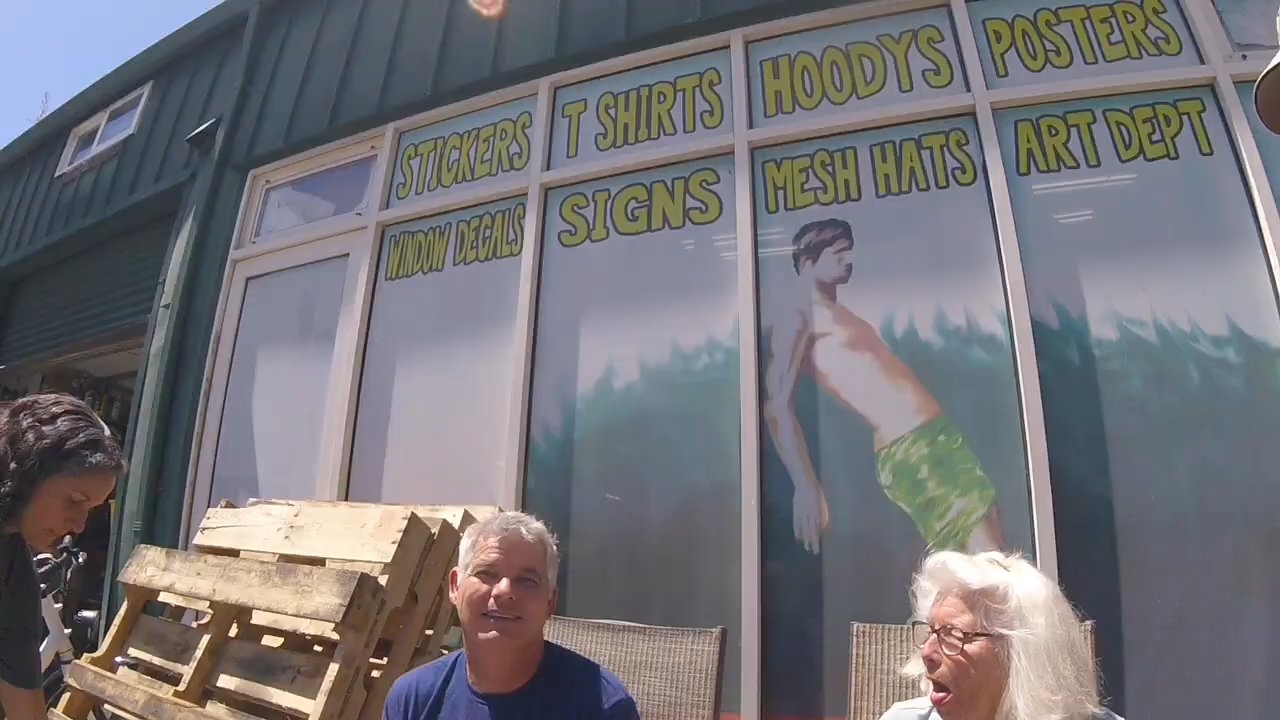 STICKERS
T SHIRTS
HOODYS
POSTERS
WINDOW DECALS
SIGNS
MESH HATS
ART DEPT